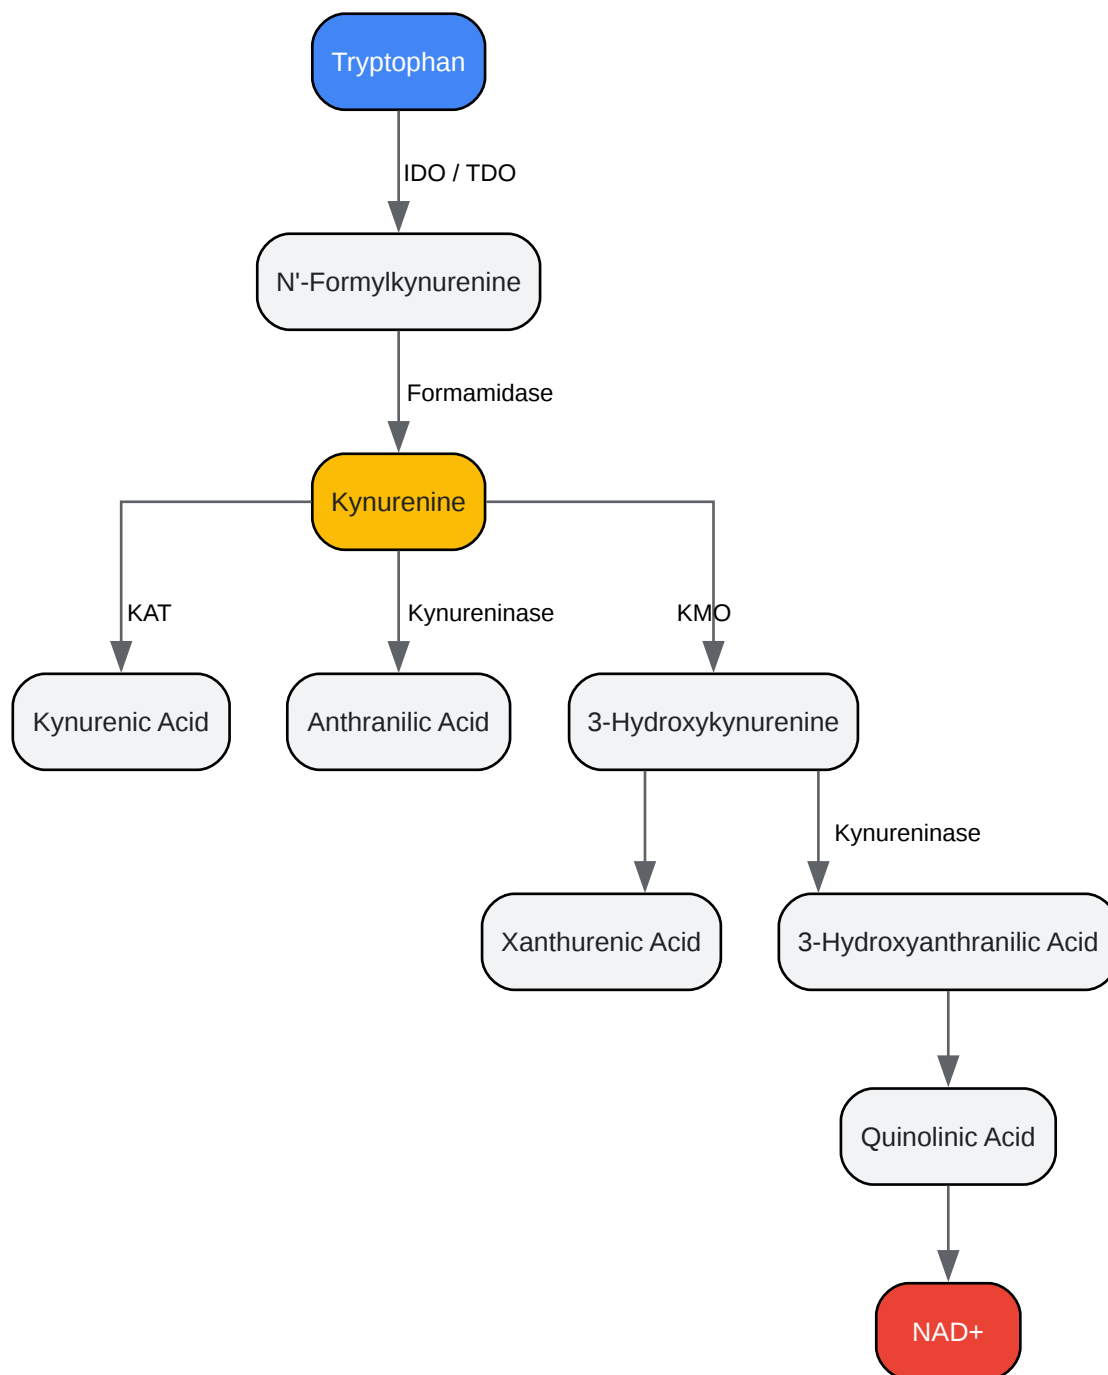 Tryptophan
IDO / TDO
N'-Formylkynurenine
Formamidase
Kynurenine
KAT
Kynureninase
KMO
Kynurenic Acid
Anthranilic Acid
3-Hydroxykynurenine
Kynureninase
Xanthurenic Acid
3-Hydroxyanthranilic Acid
Quinolinic Acid
NAD+